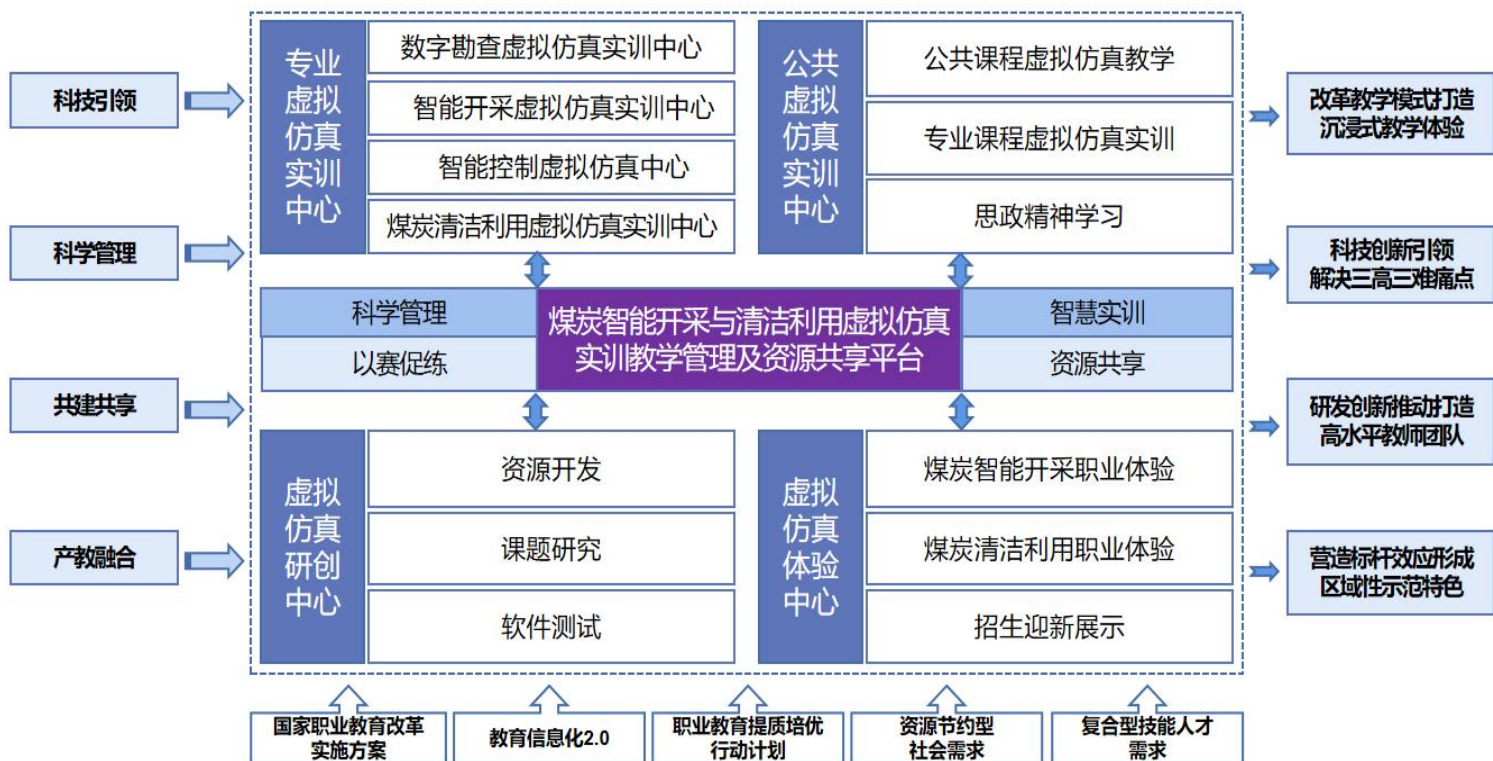 科技引领
科学管理
共建共享
产教融合
专业
虚拟
仿真
实训
中心
数字勘查虚拟仿真实训中心
智能开采虚拟仿真实训中心
智能控制虚拟仿真中心
煤炭清洁利用虚拟仿真实训中心
公共
虚拟
仿真
实训
中心
公共课程虚拟仿真教学
专业课程虚拟仿真实训
思政精神学习
科学管理
以赛促练
煤炭智能开采与清洁利用虚拟仿真
实训教学管理及资源共享平台
智慧实训
资源共享
虚拟
仿真
研创
中心
资源开发
课题研究
软件测试
虚拟
仿真
体验
中心
煤炭智能开采职业体验
煤炭清洁利用职业体验
招生迎新展示
改革教学模式打造
沉浸式教学体验
科技创新引领
解决三高三难痛点
研发创新推动打造
高水平教师团队
营造标杆效应形成
区域性示范特色
国家职业教育改革
实施方案
教育信息化2.0
职业教育提质培优
行动计划
资源节约型
社会需求
复合型技能人才
需求